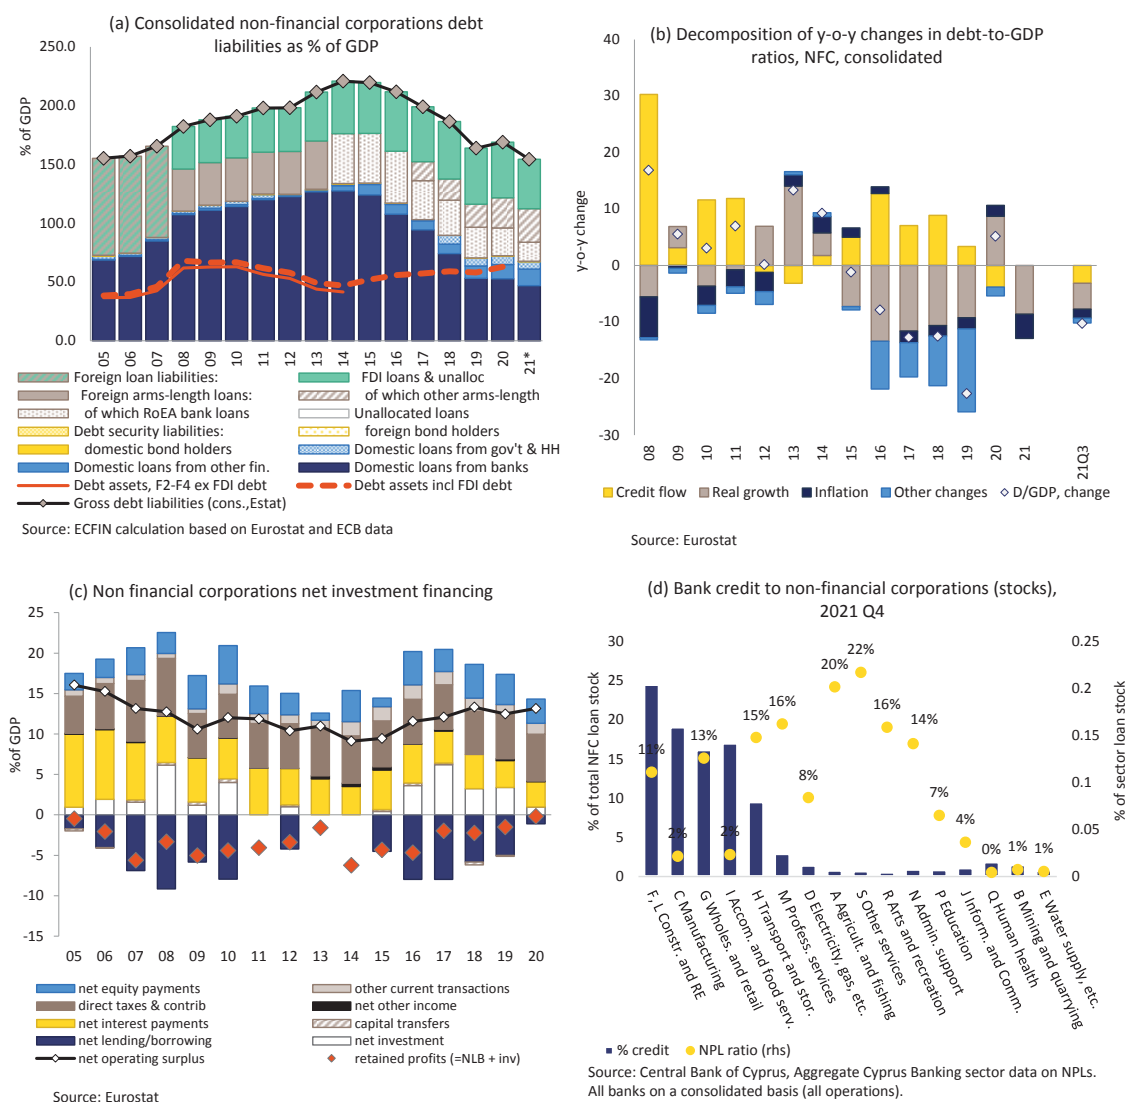 (a) Consolidated non-financial corporations debt
liabilities as % of GDP
250.0
200.0
150.0
100.0
50.0
0.0
% of GDP
05 06 07 08 09 10 11 12 13 14 15 16 17 18 19 20 21*
Foreign loan liabilities:
FDI loans & unalloc
Foreign arms-length loans:
of which other arms-length
of which RoEA bank loans
Unallocated loans
Debt security liabilities:
foreign bond holders
domestic bond holders
Domestic loans from gov't & HH
Domestic loans from other fin.
Domestic loans from banks
Debt assets, F2-F4 ex FDI debt
Debt assets incl FDI debt
Gross debt liabilities (cons.,Estat)
Source: ECFIN calculation based on Eurostat and ECB data
(b) Decomposition of y-o-y changes in debt-to-GDP
ratios, NFC, consolidated
40
30
20
10
0
-10
-20
-30
y-o-y change
08 09 10 11 12 13 14 15 16 17 18 19 20 21 21Q3
Credit flow Real growth Inflation Other changes D/GDP, change
Source: Eurostat
(c) Non financial corporations net investment financing
25
20
15
10
5
0
-5
-10
-15
%of GDP
05 06 07 08 09 10 11 12 13 14 15 16 17 18 19 20
net equity payments
other current transactions
direct taxes & contrib
net other income
net interest payments
capital transfers
net lending/borrowing
net investment
net operating surplus
retained profits (=NLB + inv)
Source: Eurostat
(d) Bank credit to non-financial corporations (stocks),
2021 Q4
30
25
20
15
10
5
0
% of total NFC loan stock
0.25
0.2
0.15
0.1
0.05
0
% of sector loan stock
11%
2%
13%
2%
15%
16%
8%
20%
22%
16%
14%
7%
4%
0%
1%
1%
F, L Constr. and RE
C Manufacturing
G Wholes. and retail
I Accom. and food serv.
H Transport and stor.
M Profess. services
D Electricity, gas, etc.
A Agricult. and fishing
S Other services
R Arts and recreation
N Admin. support
P Education
J Inform. and Comm.
Q Human health
B Mining and quarrying
E Water supply, etc.
% credit NPL ratio (rhs)
Source: Central Bank of Cyprus, Aggregate Cyprus Banking sector data on NPLs.
All banks on a consolidated basis (all operations).